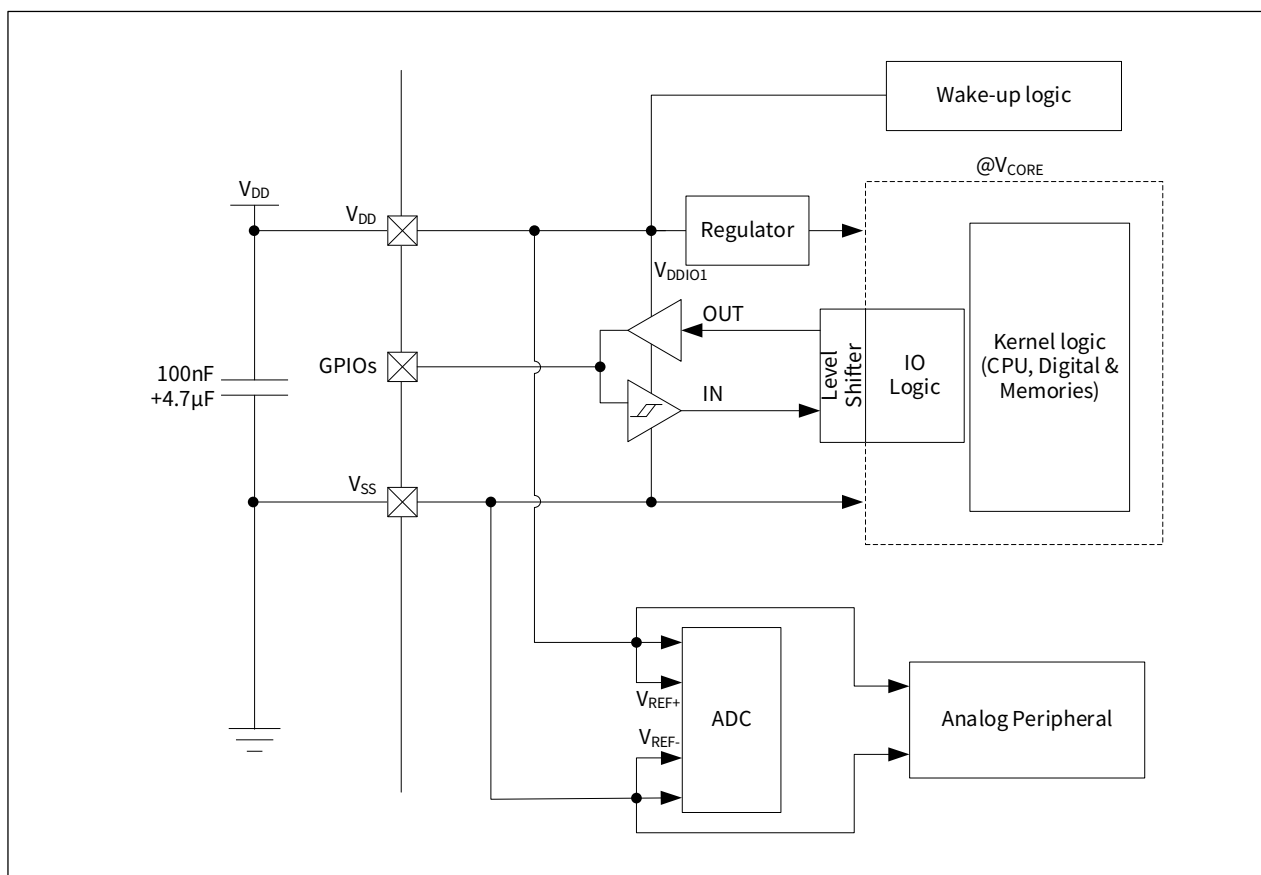 Wake-up logic
@VCORE
VDD
VDD
Regulator
VDDIO1
OUT
GPIOs
Level
Shifter
IO
Logic
Kernel logic
(CPU, Digital &
Memories)
100nF
+4.7µF
IN
VSS
VREF+
ADC
VREF-
Analog Peripheral